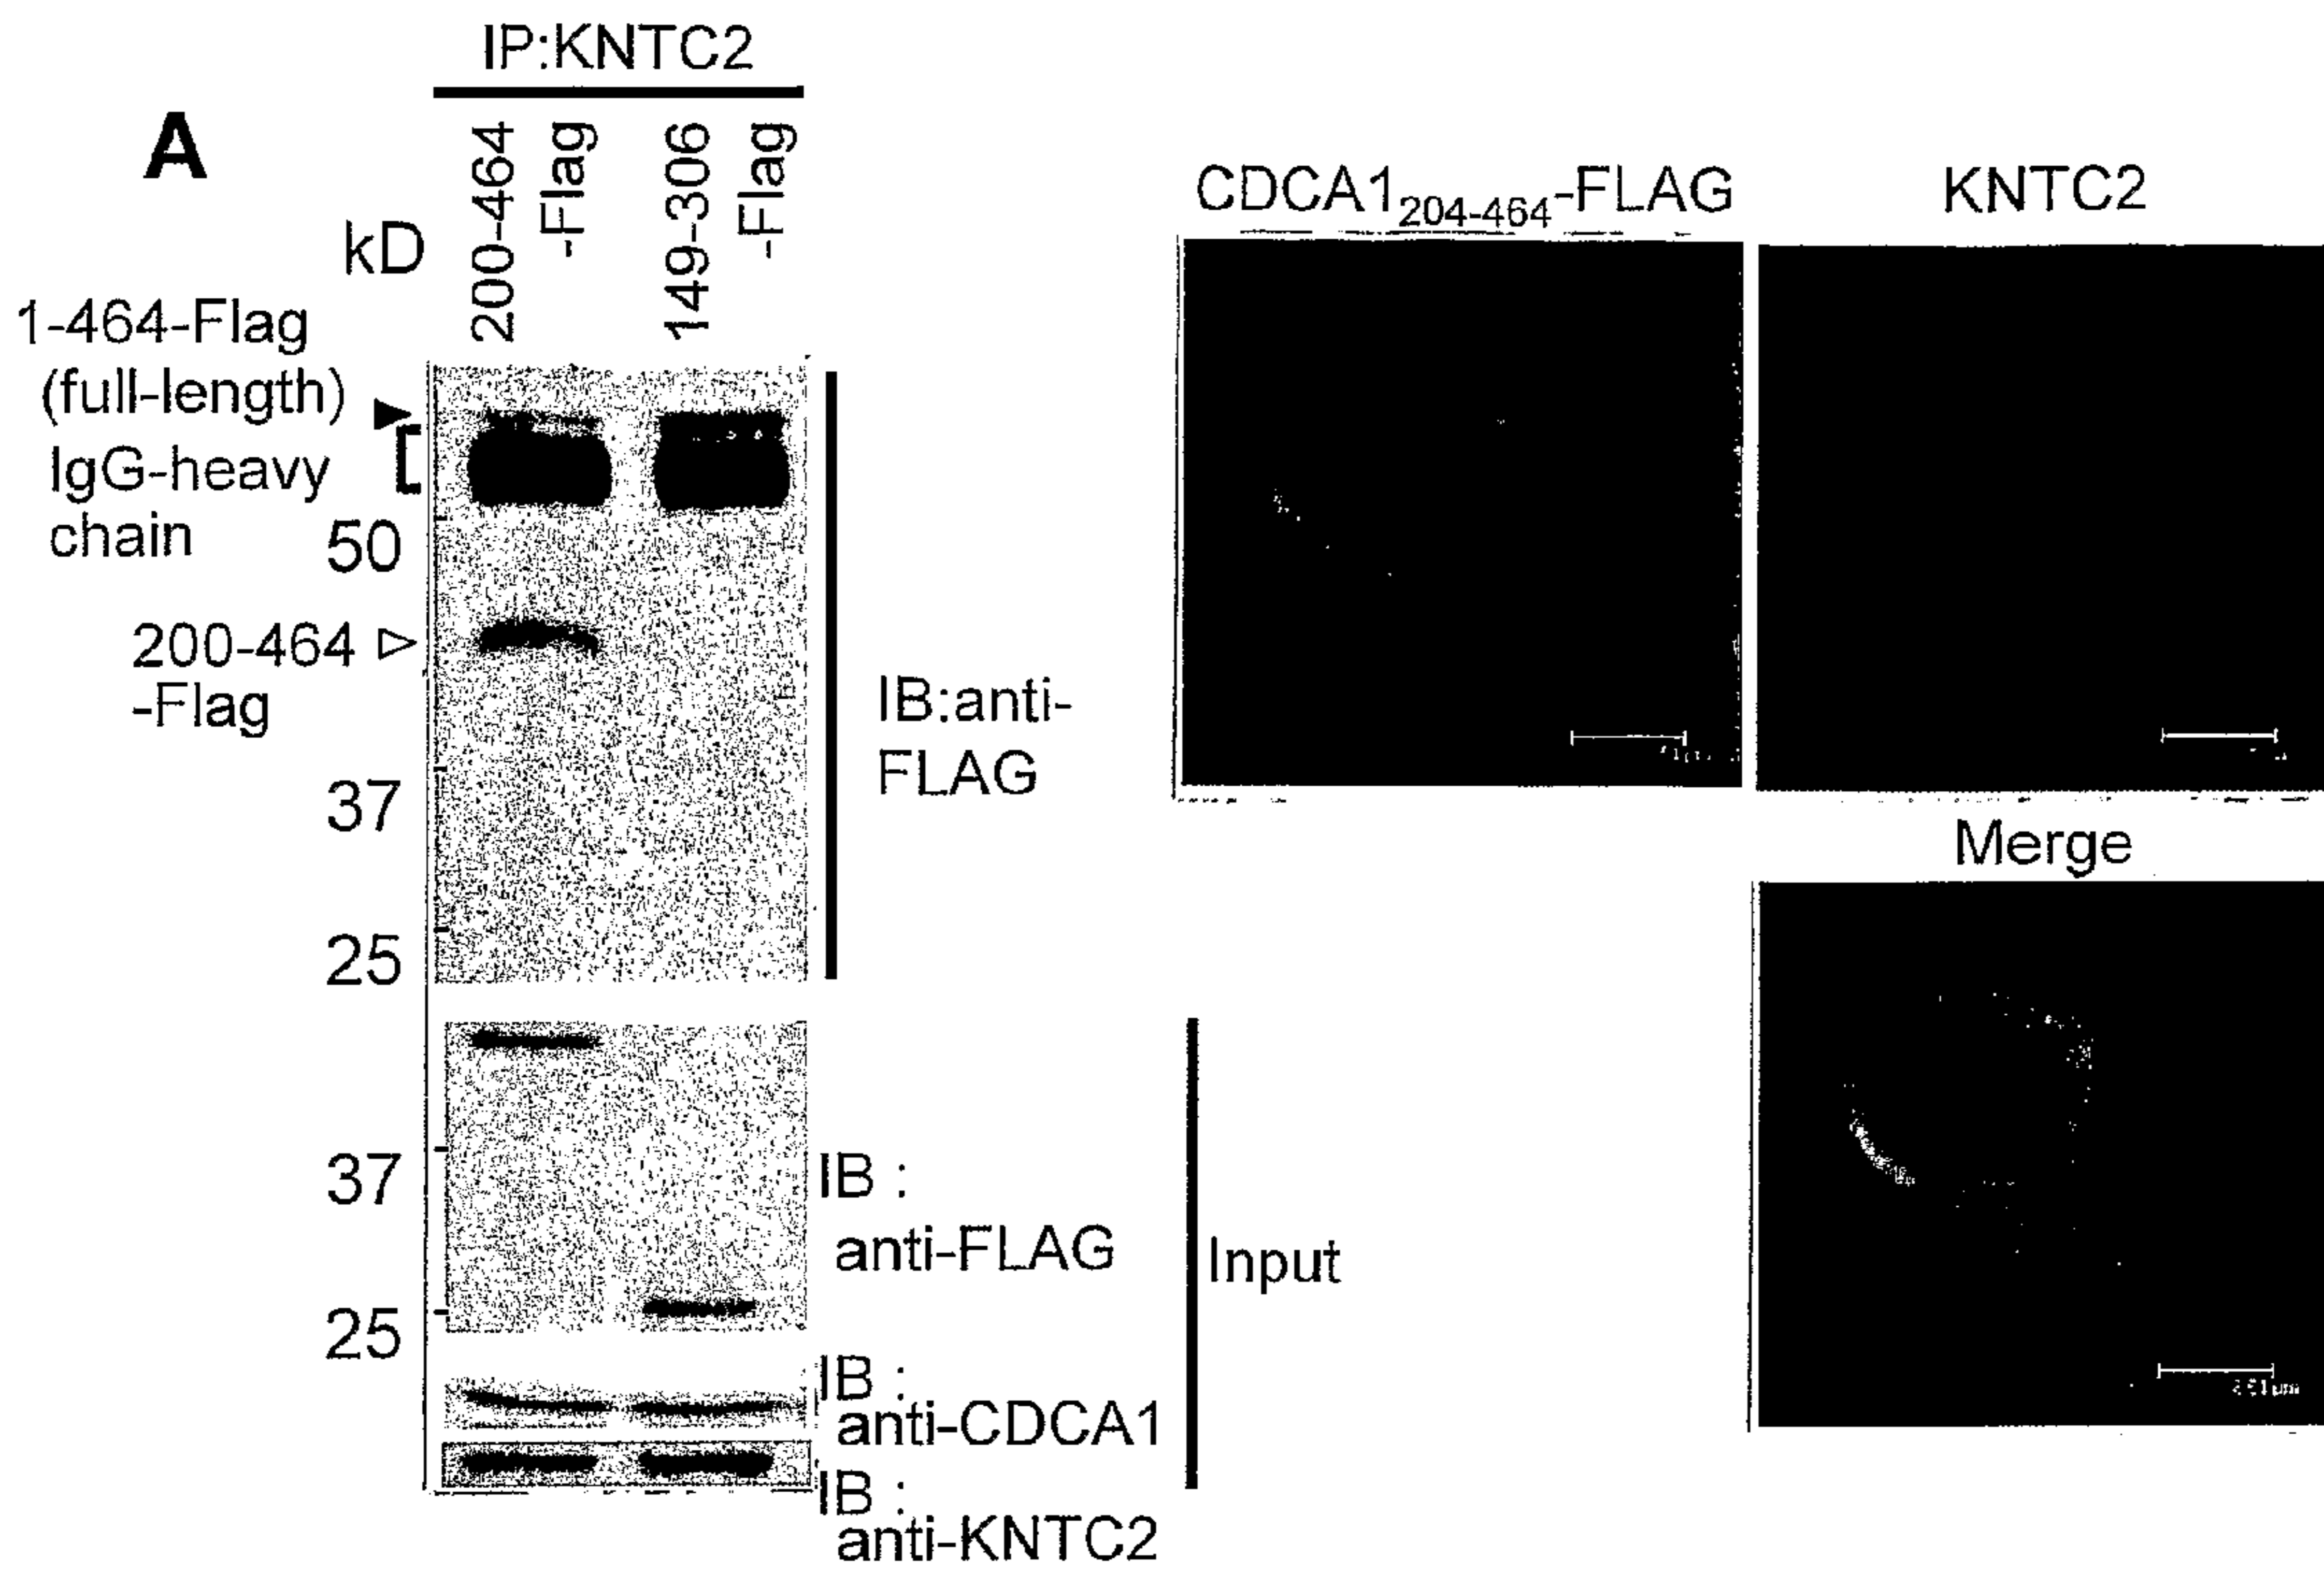 IP:KNTC2
A
200-464
-Flag
149-306
-Flag
kD
1-464-Flag
(full-length)
IgG-heavy
chain
50
200-464
-Flag
37
25
IB:anti-
FLAG
37
25
IB :
anti-FLAG
IB :
anti-CDCA1
IB :
anti-KNTC2
Input
CDCA1204-464-FLAG
KNTC2
Merge